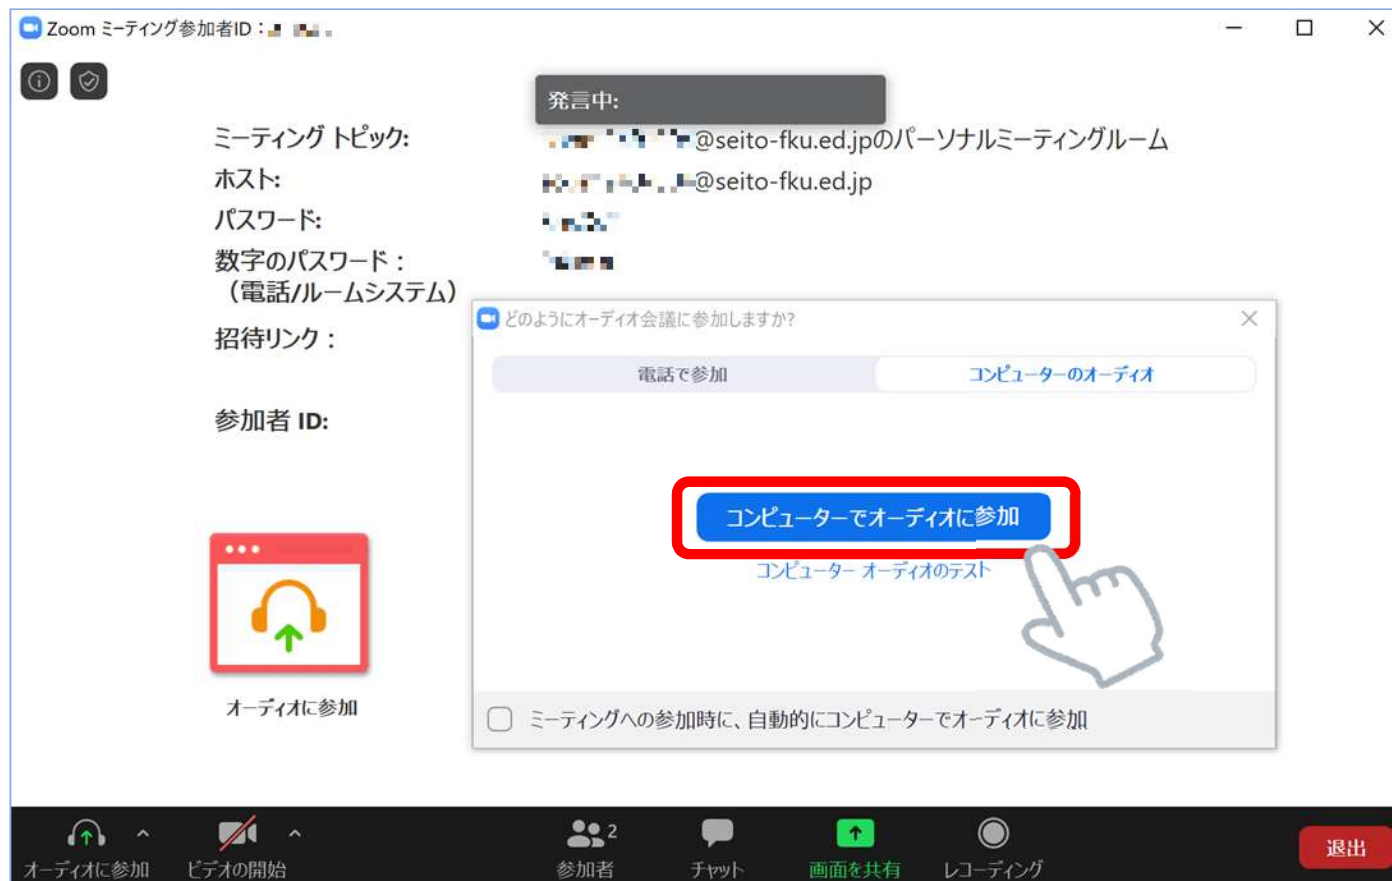 Zoom ミーティング参加者ID：
発言中:
ミーティング トピック: @seito-fku.ed.jpのパーソナルミーティングルーム
ホスト: @seito-fku.ed.jp
パスワード:
数字のパスワード：
（電話/ルームシステム）
招待リンク：
参加者 ID:
どのようにオーディオ会議に参加しますか?
電話で参加 コンピューターのオーディオ
コンピューターでオーディオに参加
コンピューター オーディオのテスト
ミーティングへの参加時に、自動的にコンピューターでオーディオに参加
オーディオに参加
2
オーディオに参加 ビデオの開始 参加者 チャット 画面を共有 レコーディング 退出